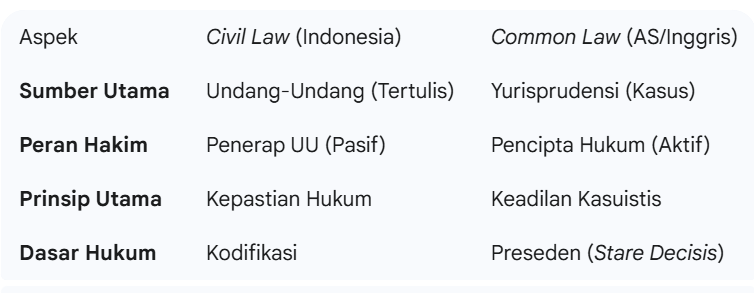 Aspek Civil Law (Indonesia) Common Law (AS/Inggris)
Sumber Utama Undang-Undang (Tertulis) Yurisprudensi (Kasus)
Peran Hakim Penerap UU (Pasif) Pencipta Hukum (Aktif)
Prinsip Utama Kepastian Hukum Keadilan Kasuistis
Dasar Hukum Kodifikasi Preseden (Stare Decisis)